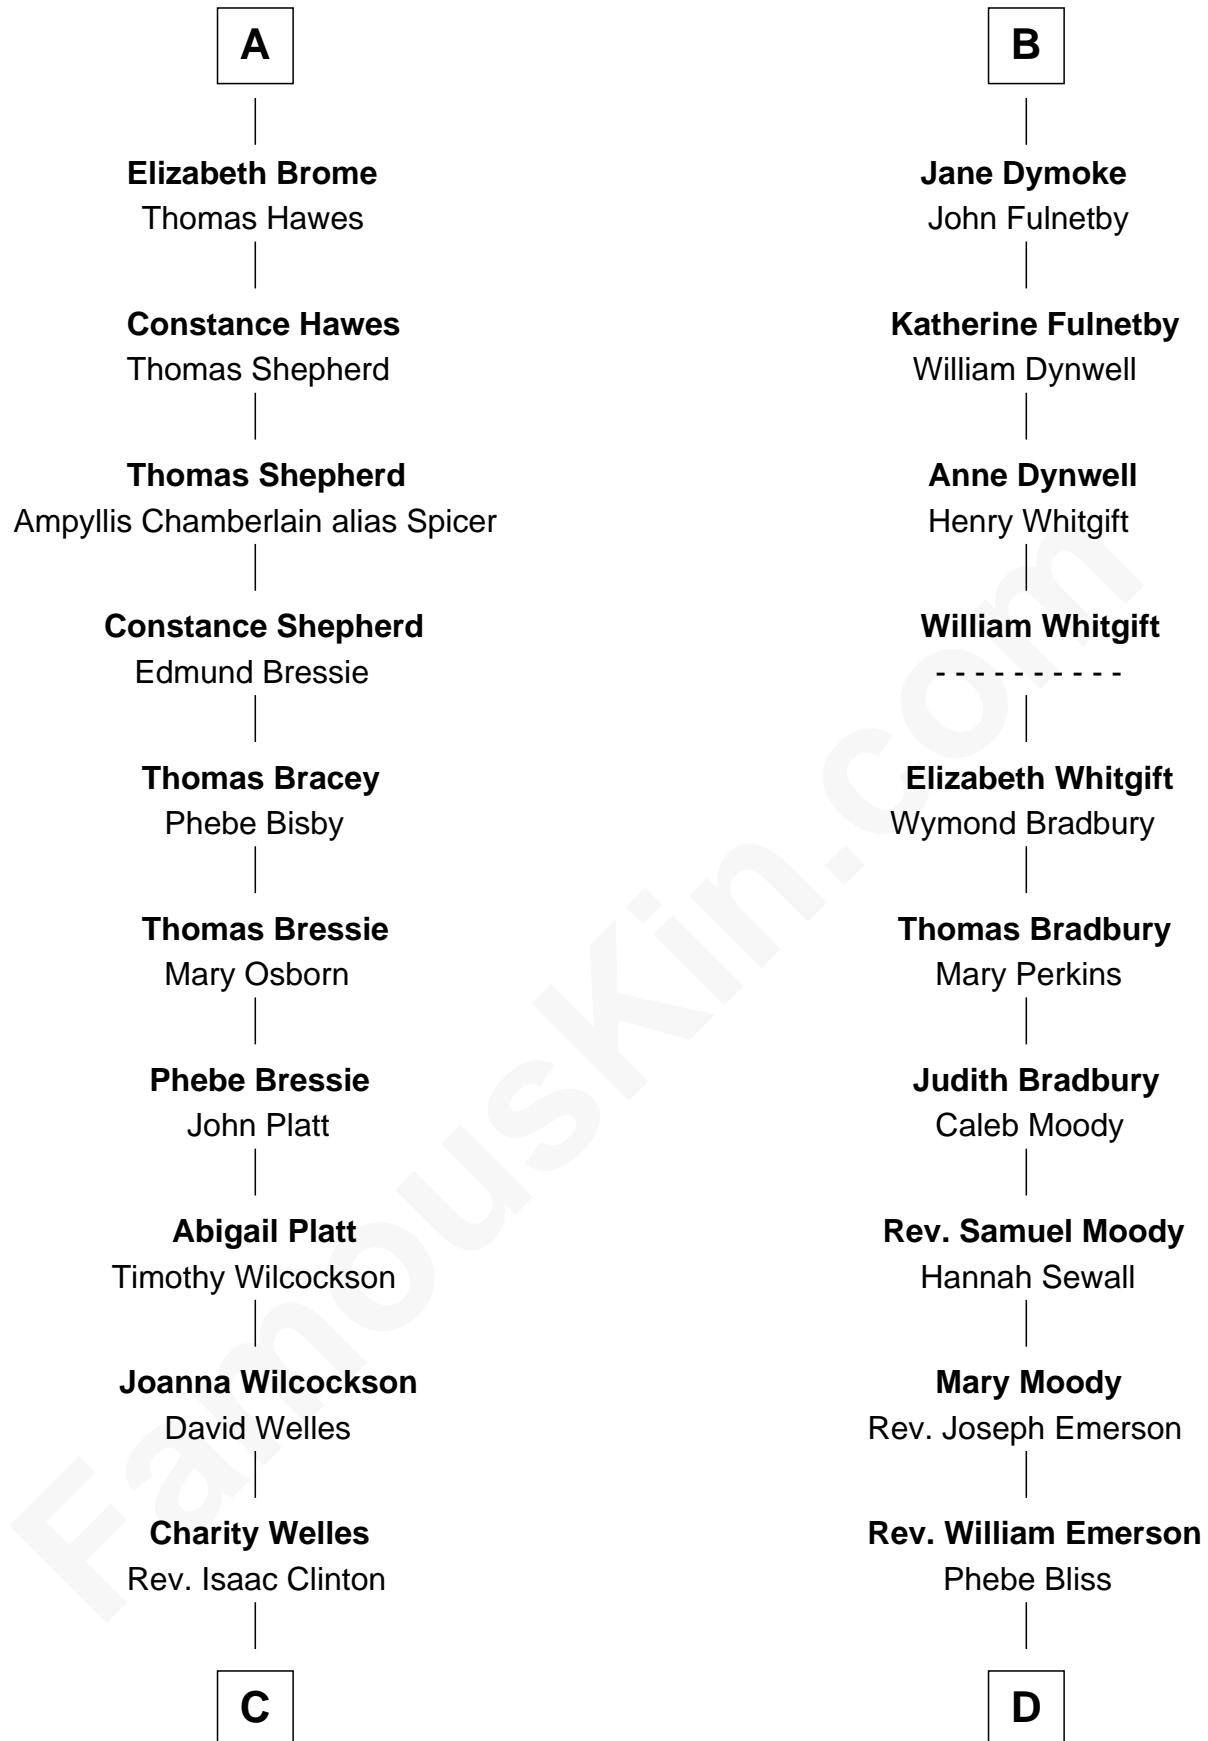 A
Elizabeth Brome
Thomas Hawes
Constance Hawes
Thomas Shepherd
Thomas Shepherd
Ampyllis Chamberlain alias Spicer
Constance Shepherd
Edmund Bressie
Thomas Bracey
Phebe Bisby
Thomas Bressie
Mary Osborn
Phebe Bressie
John Platt
Abigail Platt
Timothy Wilcockson
Joanna Wilcockson
David Welles
Charity Welles
Rev. Isaac Clinton
C
B
Jane Dymoke
John Fulnetby
Katherine Fulnetby
William Dynwell
Anne Dynwell
Henry Whitgift
William Whitgift
- - - - - - - - - -
Elizabeth Whitgift
Wymond Bradbury
Thomas Bradbury
Mary Perkins
Judith Bradbury
Caleb Moody
Rev. Samuel Moody
Hannah Sewall
Mary Moody
Rev. Joseph Emerson
Rev. William Emerson
Phebe Bliss
D
FamousKin.com